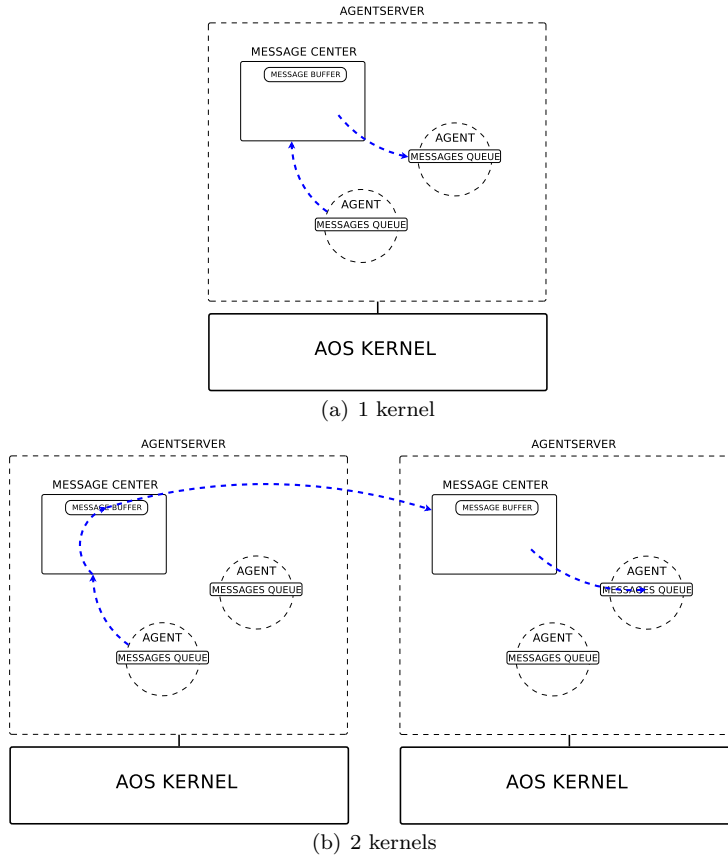 AGENTSERVER
MESSAGE CENTER
MESSAGE BUFFER
AGENT
MESSAGES QUEUE
AGENT
MESSAGES QUEUE
AOS KERNEL
(a) 1 kernel
AGENTSERVER
MESSAGE CENTER
MESSAGE BUFFER
AGENT
MESSAGES QUEUE
AGENT
MESSAGES QUEUE
AOS KERNEL
AGENTSERVER
MESSAGE CENTER
MESSAGE BUFFER
AGENT
MESSAGES QUEUE
AGENT
MESSAGES QUEUE
AOS KERNEL
(b) 2 kernels